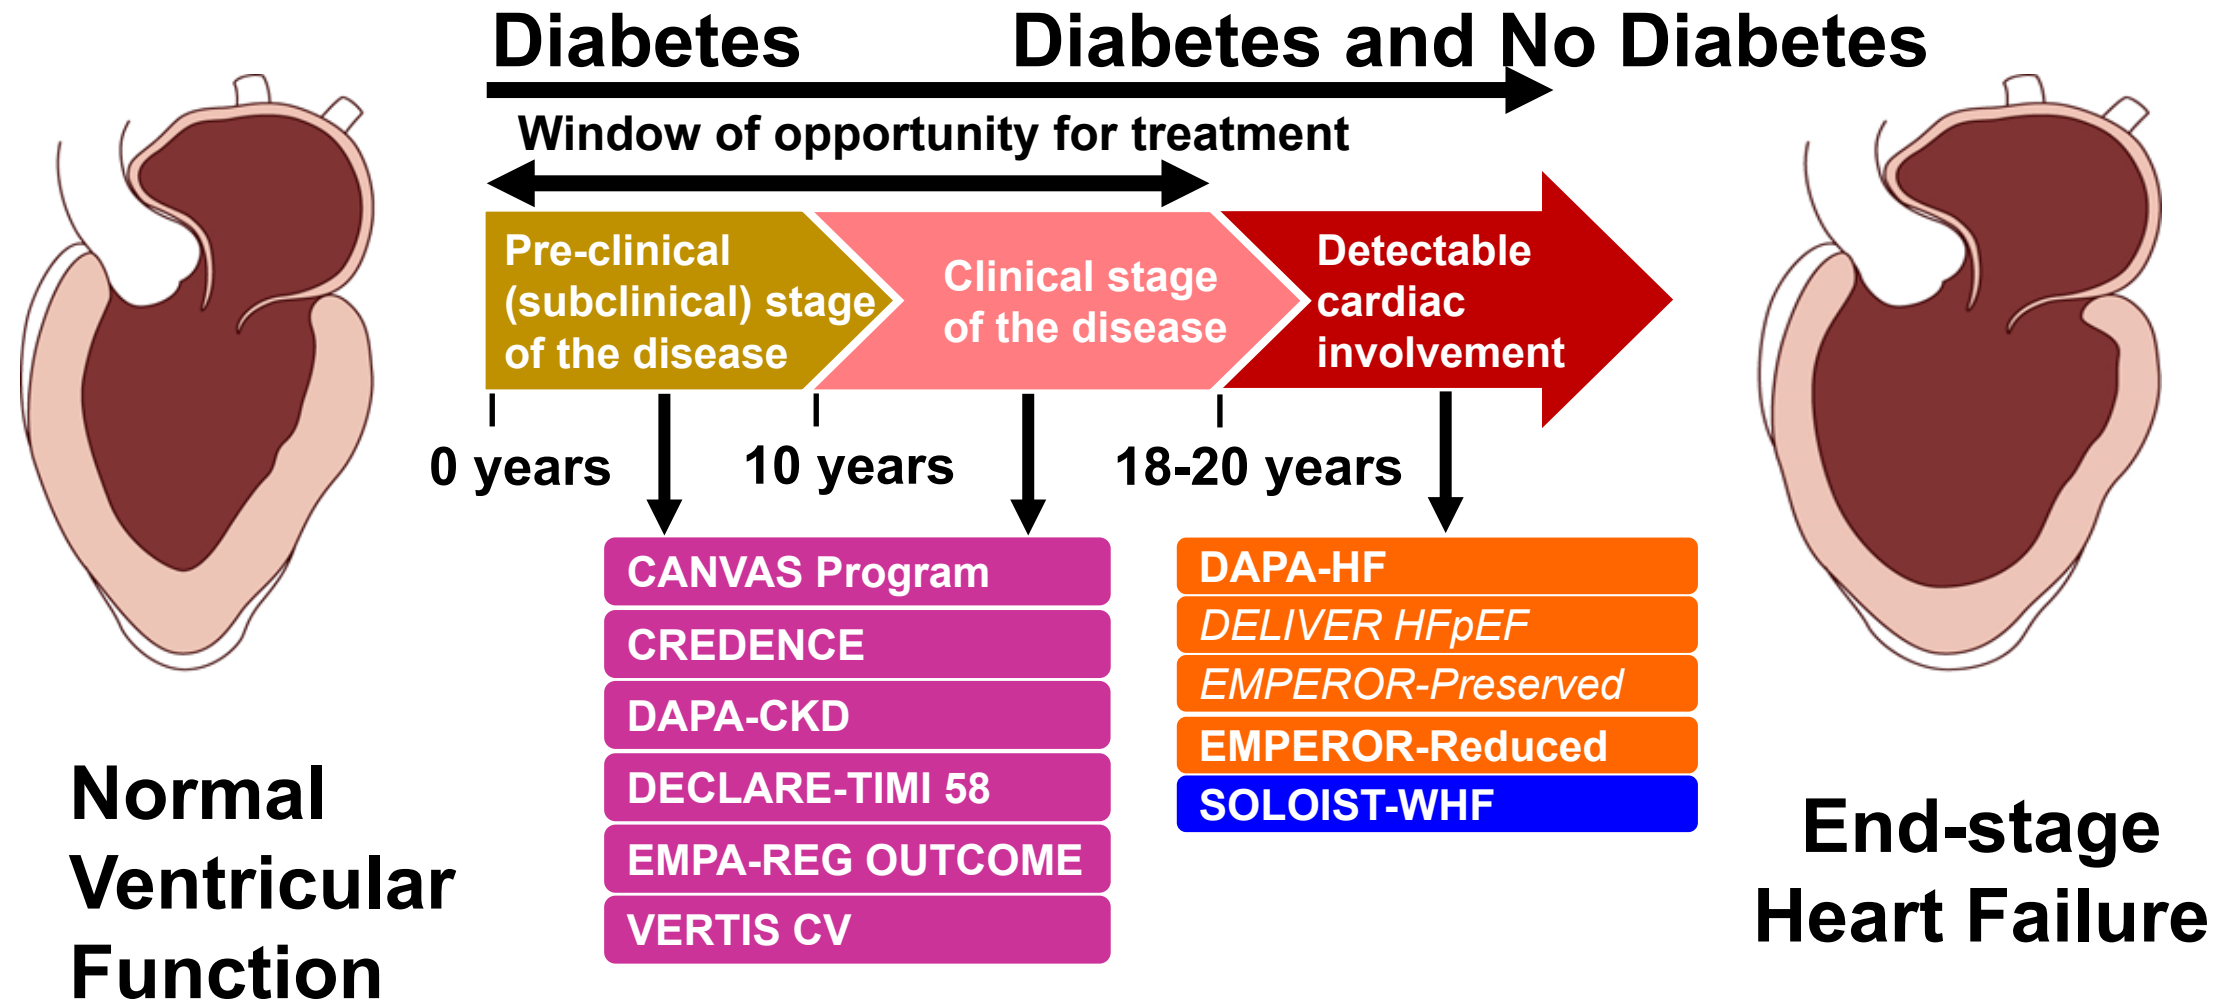 Diabetes
Diabetes and No Diabetes
Window of opportunity for treatment
Pre-clinical
(subclinical) stage
of the disease
Clinical stage
of the disease
Detectable
cardiac
involvement
0 years
10 years
18-20 years
CANVAS Program
CREDENCE
DAPA-CKD
DECLARE-TIMI 58
EMPA-REG OUTCOME
VERTIS CV
DAPA-HF
DELIVER HFpEF
EMPEROR-Preserved
EMPEROR-Reduced
SOLOIST-WHF
Normal
Ventricular
Function
End-stage
Heart Failure